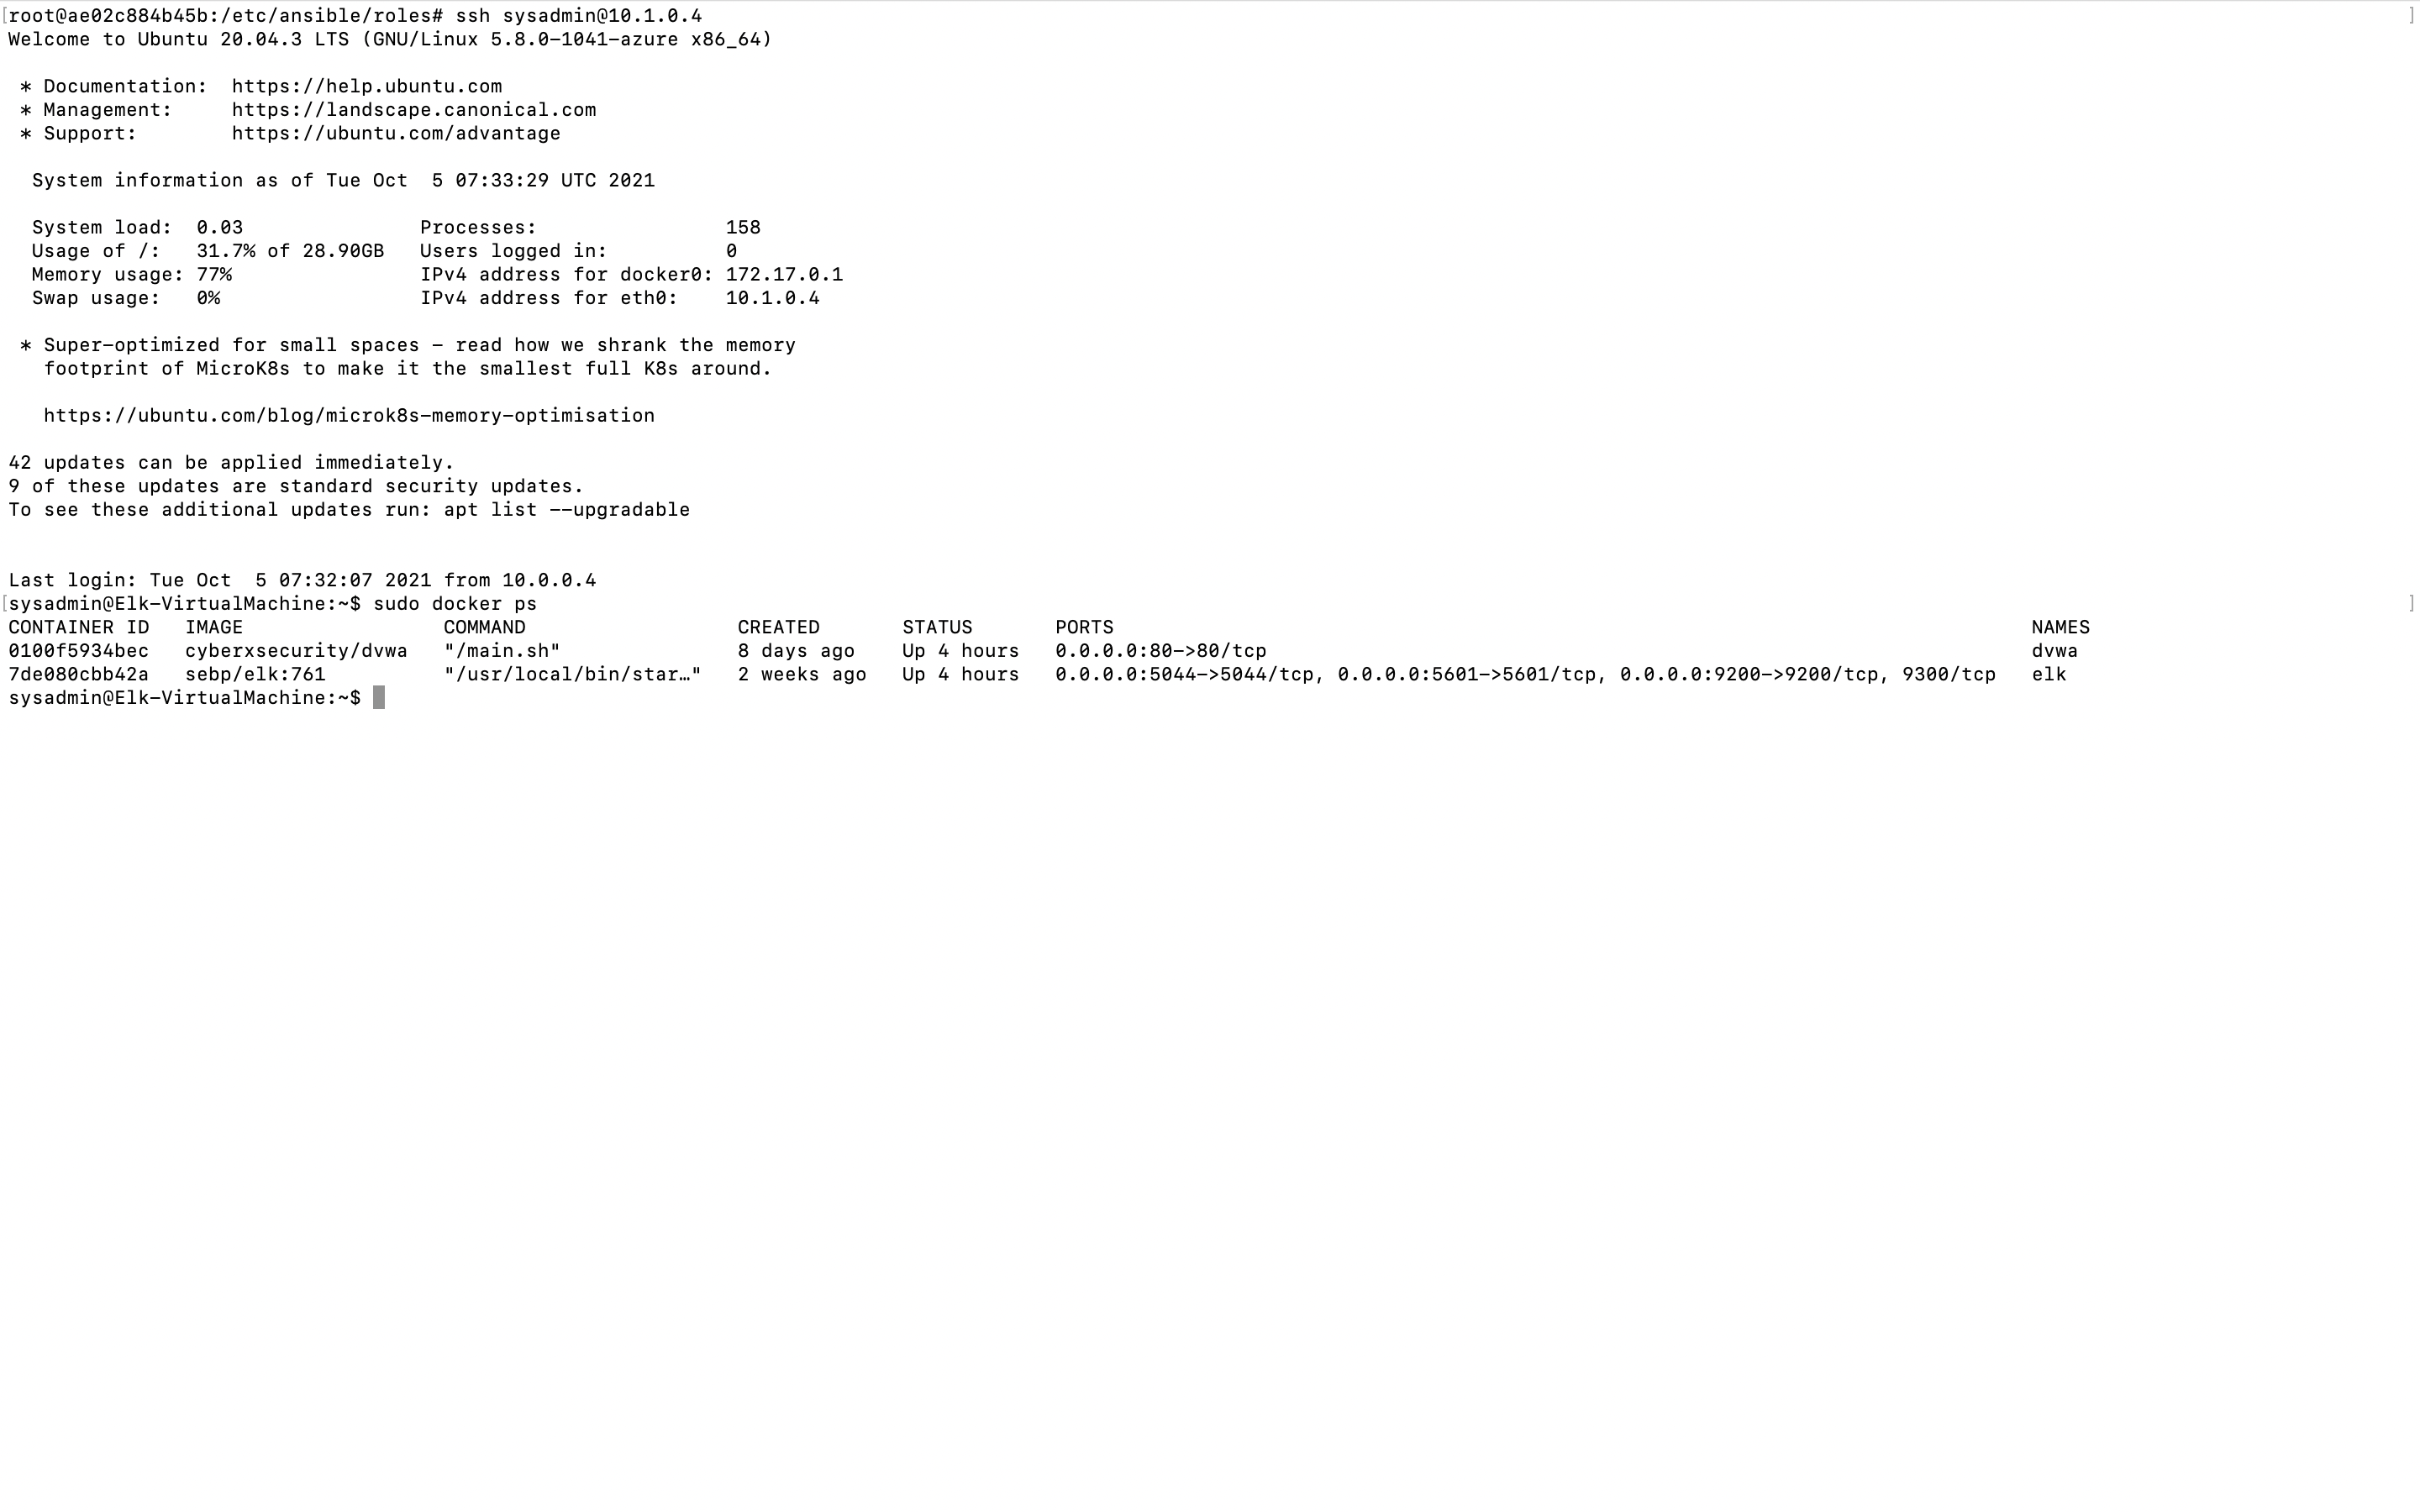 [root@ae02c884b45b:/etc/ansible/roles# ssh sysadmin@10.1.0.4 ]
Welcome to Ubuntu 20.04.3 LTS (GNU/Linux 5.8.0-1041-azure x86_64)

 * Documentation:  https://help.ubuntu.com
 * Management:     https://landscape.canonical.com
 * Support:        https://ubuntu.com/advantage

  System information as of Tue Oct  5 07:33:29 UTC 2021

  System load:  0.03               Processes:                158
  Usage of /:   31.7% of 28.90GB   Users logged in:          0
  Memory usage: 77%                IPv4 address for docker0: 172.17.0.1
  Swap usage:   0%                 IPv4 address for eth0:    10.1.0.4

 * Super-optimized for small spaces - read how we shrank the memory
   footprint of MicroK8s to make it the smallest full K8s around.

   https://ubuntu.com/blog/microk8s-memory-optimisation

42 updates can be applied immediately.
9 of these updates are standard security updates.
To see these additional updates run: apt list --upgradable


Last login: Tue Oct  5 07:32:07 2021 from 10.0.0.4
[sysadmin@Elk-VirtualMachine:~$ sudo docker ps ]
CONTAINER ID   IMAGE                 COMMAND                  CREATED       STATUS       PORTS                                                                              NAMES
0100f5934bec   cyberxsecurity/dvwa   "/main.sh"               8 days ago    Up 4 hours   0.0.0.0:80->80/tcp                                                                 dvwa
7de080cbb42a   sebp/elk:761          "/usr/local/bin/star…"   2 weeks ago   Up 4 hours   0.0.0.0:5044->5044/tcp, 0.0.0.0:5601->5601/tcp, 0.0.0.0:9200->9200/tcp, 9300/tcp   elk
sysadmin@Elk-VirtualMachine:~$